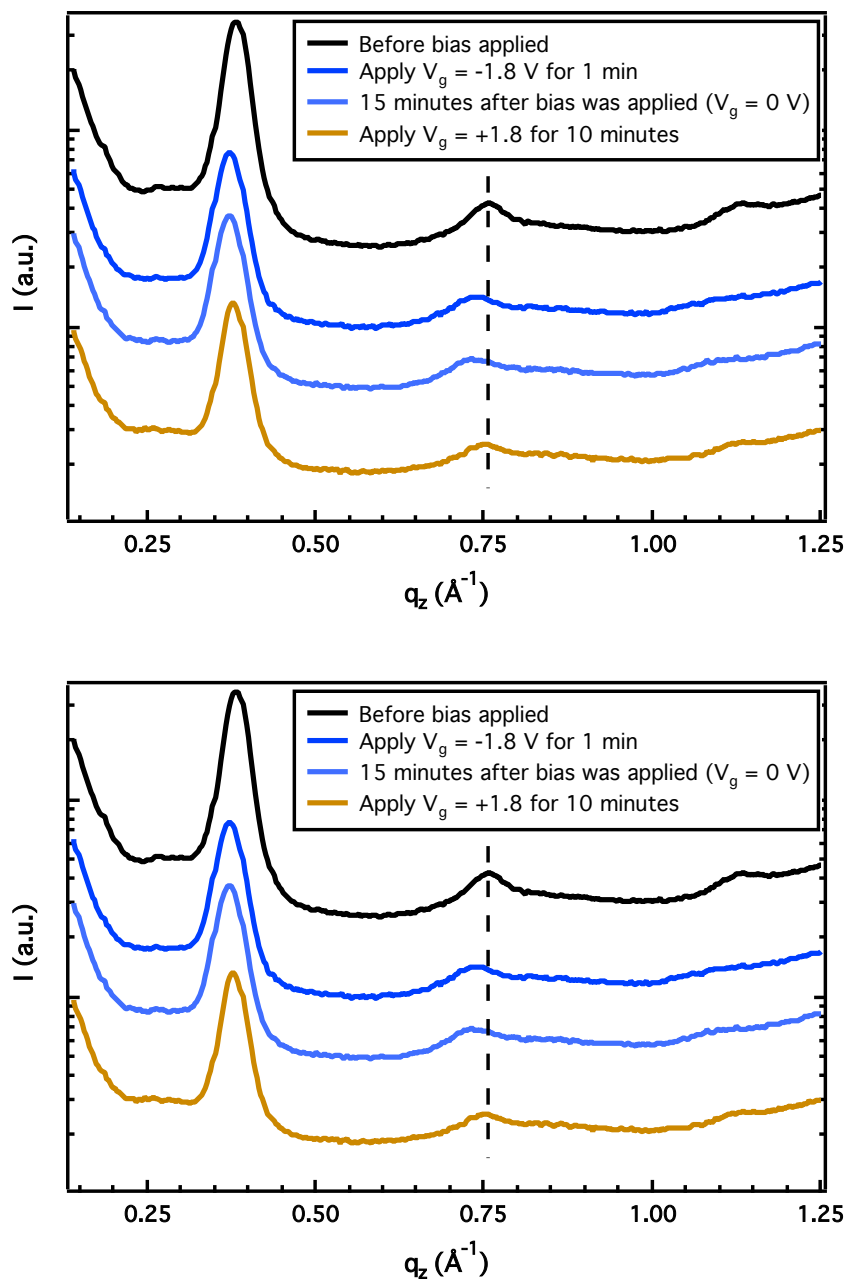 Before bias applied
Apply V_g = -1.8 V for 1 min
15 minutes after bias was applied (V_g = 0 V)
Apply V_g = +1.8 for 10 minutes
I (a.u.)
0.25 0.50 0.75 1.00 1.25
q_z (Å^-1)
Before bias applied
Apply V_g = -1.8 V for 1 min
15 minutes after bias was applied (V_g = 0 V)
Apply V_g = +1.8 for 10 minutes
I (a.u.)
0.25 0.50 0.75 1.00 1.25
q_z (Å^-1)